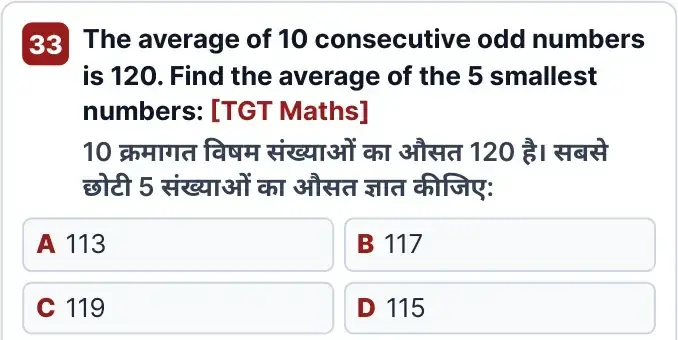 33 The average of 10 consecutive odd numbers
is 120. Find the average of the 5 smallest
numbers: [TGT Maths]
10 क्रमागत विषम संख्याओं का औसत 120 है। सबसे
छोटी 5 संख्याओं का औसत ज्ञात कीजिए:
A 113
B 117
C 119
D 115